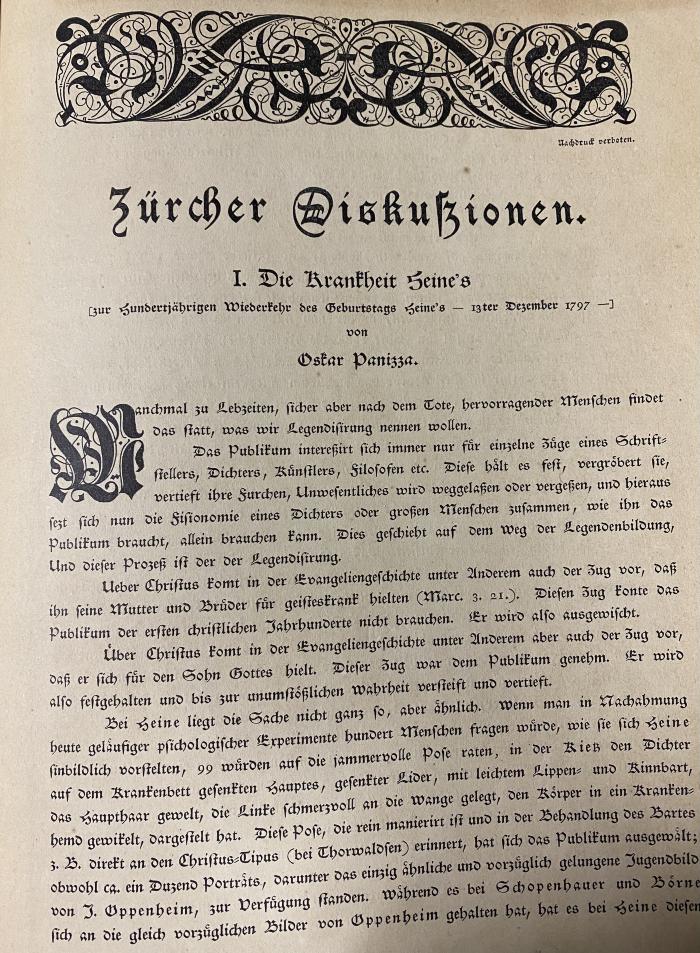 Nachdruck verboten.
Zürcher Diskußionen.
I. Die Krankheit Heine's
[zur Hundertjährigen Wiederkehr des Geburtstags Heine's — 13ter Dezember 1797 —]
von
Oskar Panizza.
Manchmal zu Lebzeiten, sicher aber nach dem Tote, hervorragender Menschen findet
das statt, was wir Legendisirung nennen wollen.
Das Publikum intereßirt sich immer nur für einzelne Züge eines Schrift-
stellers, Dichters, Künstlers, Filosofen etc. Diese hält es fest, vergröbert sie,
vertieft ihre Furchen, Unwesentliches wird weggelaßen oder vergeßen, und hieraus
sezt sich nun die Fisionomie eines Dichters oder großen Menschen zusammen, wie ihn das
Publikum braucht, allein brauchen kann. Dies geschieht auf dem Weg der Legendenbildung,
Und dieser Prozeß ist der der Legendisirung.
Ueber Christus komt in der Evangeliengeschichte unter Anderem auch der Zug vor, daß
ihn seine Mutter und Brüder für geisteskrank hielten (Marc. 3. 21.). Diesen Zug konte das
Publikum der ersten christlichen Jahrhunderte nicht brauchen. Er wird also ausgewischt.
Über Christus komt in der Evangeliengeschichte unter Anderem aber auch der Zug vor,
daß er sich für den Sohn Gottes hielt. Dieser Zug war dem Publikum genehm. Er wird
also festgehalten und bis zur unumstößlichen Wahrheit versteift und vertieft.
Bei Heine liegt die Sache nicht ganz so, aber ähnlich. Wenn man in Nachahmung
heute geläufiger psichologischer Experimente hundert Menschen fragen würde, wie sie sich Heine
sinbildlich vorstelten, 99 würden auf die jammervolle Pose raten, in der Kietz den Dichter
auf dem Krankenbett gesenkten Hauptes, gesenkter Lider, mit leichtem Lippen- und Kinnbart,
das Haupthaar gewelt, die Linke schmerzvoll an die Wange gelegt, den Körper in ein Kranken-
hemd gewikelt, dargestelt hat. Diese Pose, die rein manierirt ist und in der Behandlung des Bartes
z. B. direkt an den Christus-Tipus (bei Thorwaldsen) erinnert, hat sich das Publikum ausgewält;
obwohl ca. ein Duzend Porträts, darunter das einzig ähnliche und vorzüglich gelungene Jugendbild
von J. Oppenheim, zur Verfügung standen. Während es bei Schopenhauer und Börne
sich an die gleich vorzüglichen Bilder von Oppenheim gehalten hat, hat es bei Heine diesen